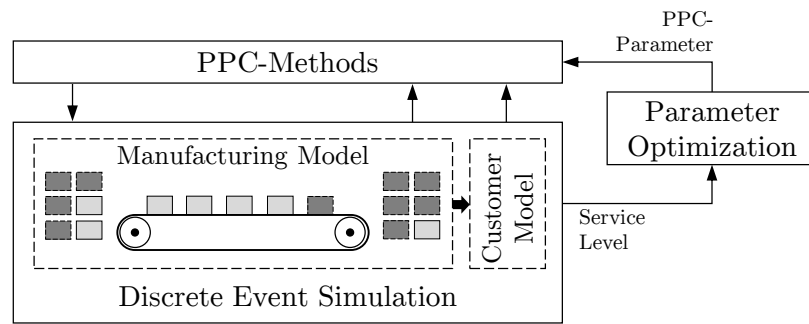 PPC-
Parameter
PPC-Methods
Parameter
Optimization
Manufacturing Model
Customer
Model
Service
Level
Discrete Event Simulation